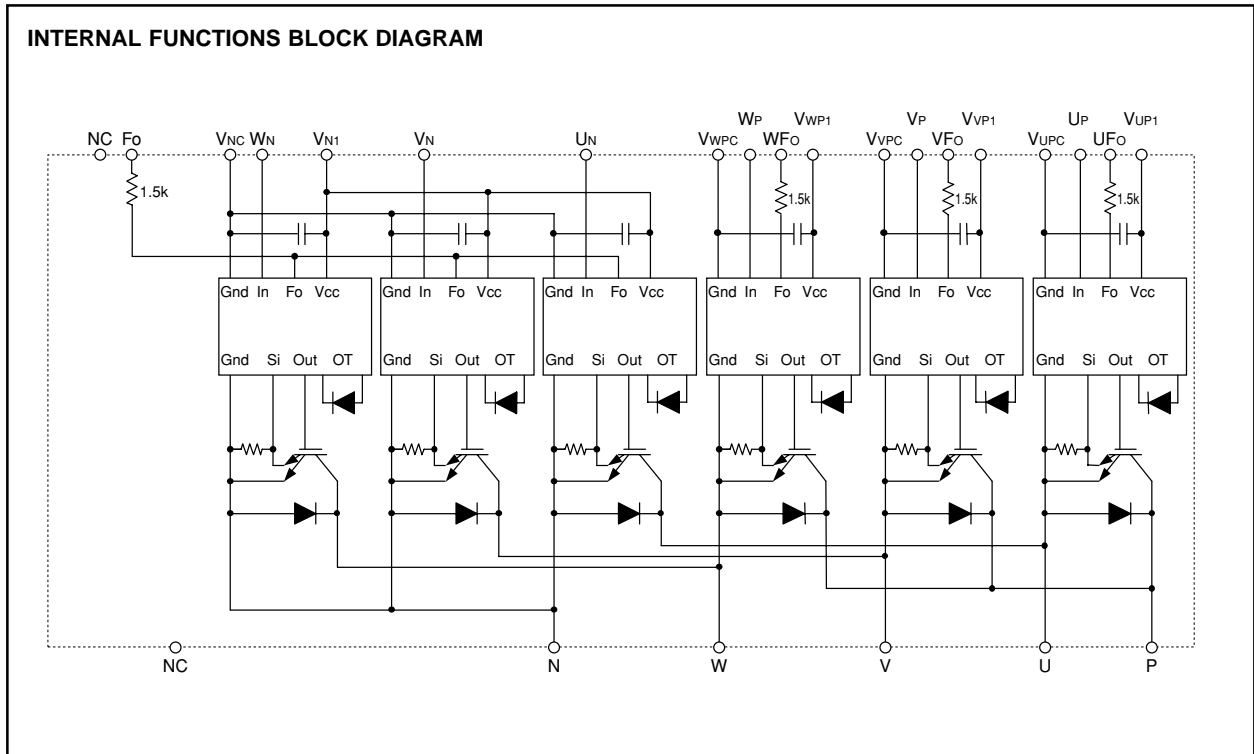 INTERNAL FUNCTIONS BLOCK DIAGRAM
WP VWP1 VP VVP1 UP VUP1
NC FO VNC WN VN1 VN UN VWPC WFO VVPC VFO VUPC UFO
1.5k 1.5k 1.5k 1.5k
Gnd In Fo Vcc Gnd In Fo Vcc Gnd In Fo Vcc Gnd In Fo Vcc Gnd In Fo Vcc Gnd In Fo Vcc
Gnd Si Out OT Gnd Si Out OT Gnd Si Out OT Gnd Si Out OT Gnd Si Out OT Gnd Si Out OT
NC N W V U P